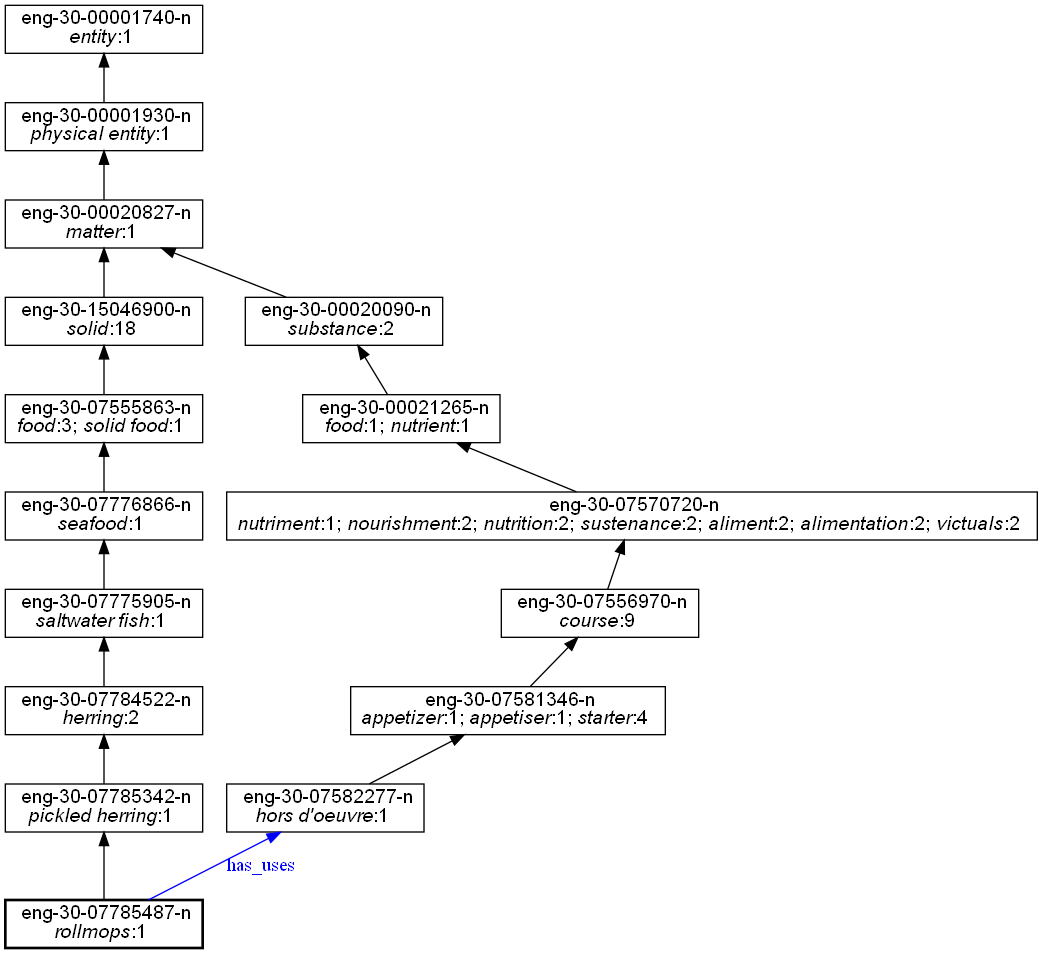 eng-30-00001740-n
entity:1
eng-30-00001930-n
physical entity:1
eng-30-00020827-n
matter:1
eng-30-15046900-n
solid:18
eng-30-00020090-n
substance:2
eng-30-07555863-n
food:3; solid food:1
eng-30-00021265-n
food:1; nutrient:1
eng-30-07776866-n
seafood:1
eng-30-07570720-n
nutriment:1; nourishment:2; nutrition:2; sustenance:2; aliment:2; alimentation:2; victuals:2
eng-30-07775905-n
saltwater fish:1
eng-30-07556970-n
course:9
eng-30-07784522-n
herring:2
eng-30-07581346-n
appetizer:1; appetiser:1; starter:4
eng-30-07785342-n
pickled herring:1
eng-30-07582277-n
hors d'oeuvre:1
has_uses
eng-30-07785487-n
rollmops:1